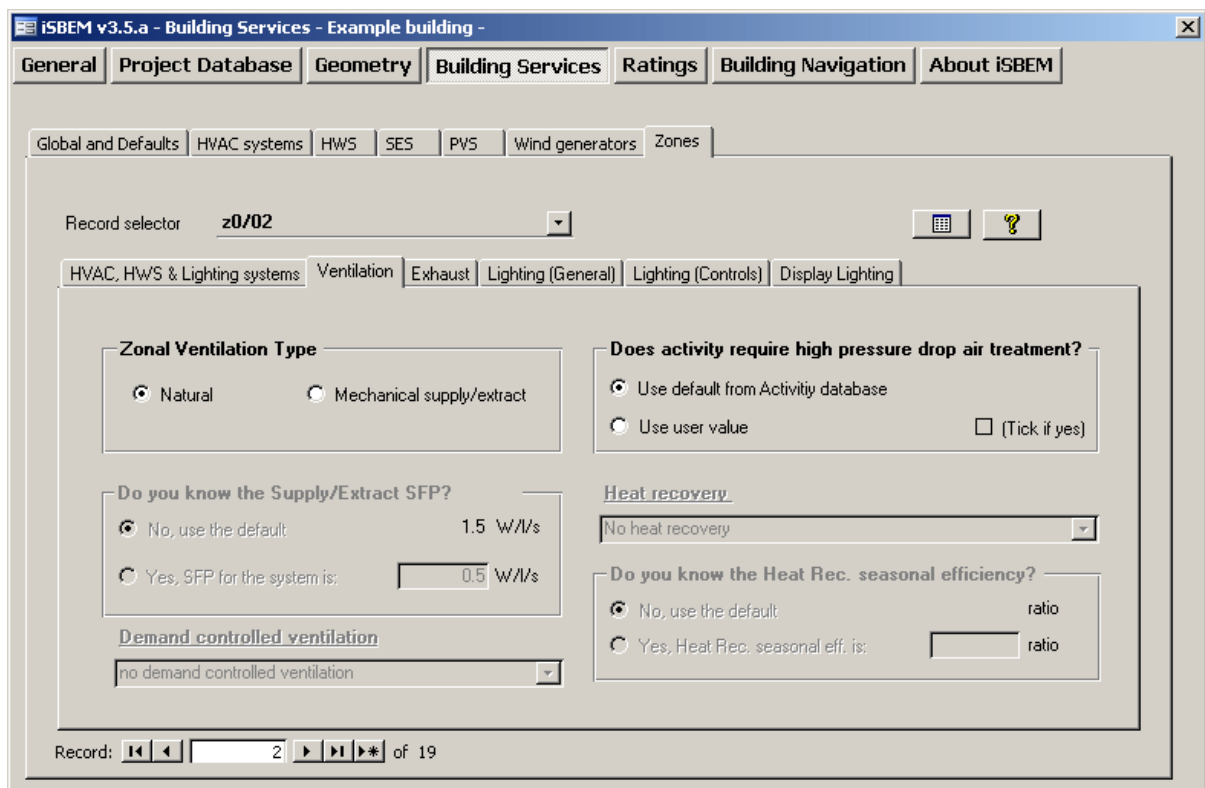 iSBEM v3.5.a - Building Services - Example building -
General Project Database Geometry Building Services Ratings Building Navigation About iSBEM
Global and Defaults HVAC systems HWS SES PVS Wind generators Zones
Record selector z0/02
HVAC, HWS & Lighting systems Ventilation Exhaust Lighting (General) Lighting (Controls) Display Lighting
Zonal Ventilation Type
Natural Mechanical supply/extract
Does activity require high pressure drop air treatment?
Use default from Activitiy database
Use user value (Tick if yes)
Do you know the Supply/Extract SFP?
No, use the default 1.5 W/l/s
Yes, SFP for the system is: 0.5 W/l/s
Demand controlled ventilation
no demand controlled ventilation
Heat recovery
No heat recovery
Do you know the Heat Rec. seasonal efficiency?
No, use the default ratio
Yes, Heat Rec. seasonal eff. is: ratio
Record: 2 of 19